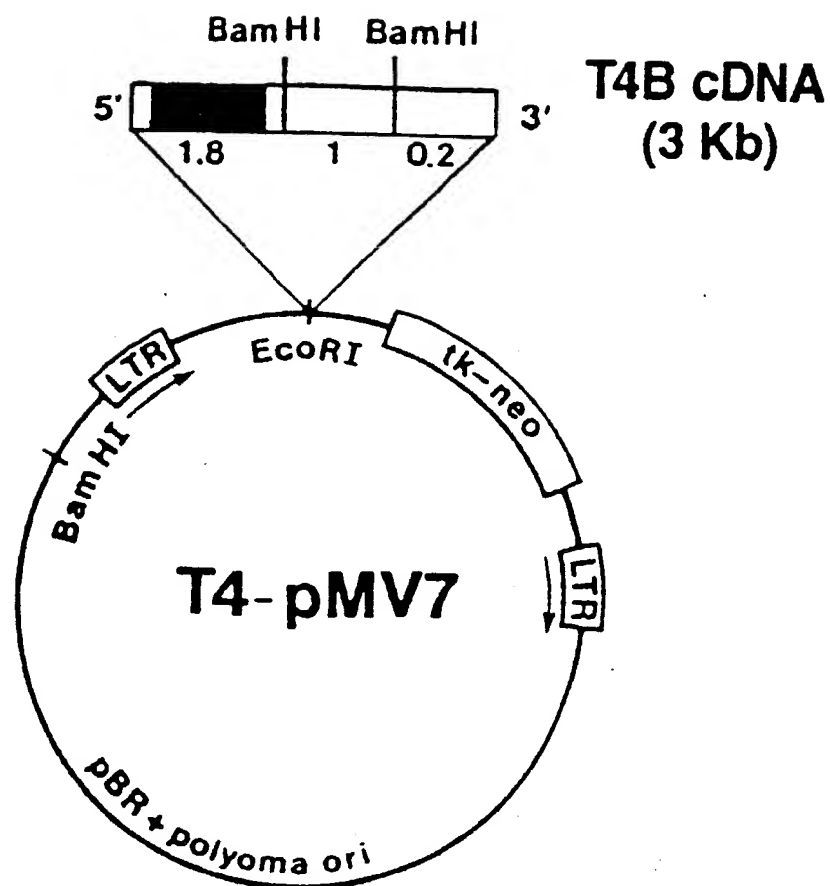 BamHI BamHI
T4B cDNA
(3 Kb)
5' 3'
1.8 1 0.2
EcoRI
LTR
tk-neo
BamHI
T4-pMV7
LTR
pBR + polyoma ori